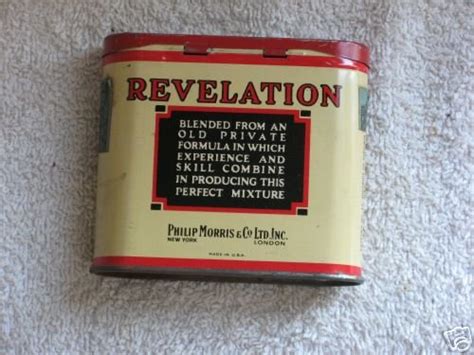 REVELATION
BLENDED FROM AN
OLD PRIVATE
FORMULA IN WHICH
EXPERIENCE AND
SKILL COMBINE
IN PRODUCING THIS
PERFECT MIXTURE
PHILIP MORRIS & CO LTD. INC.
NEW YORK LONDON
MADE IN U.S.A.